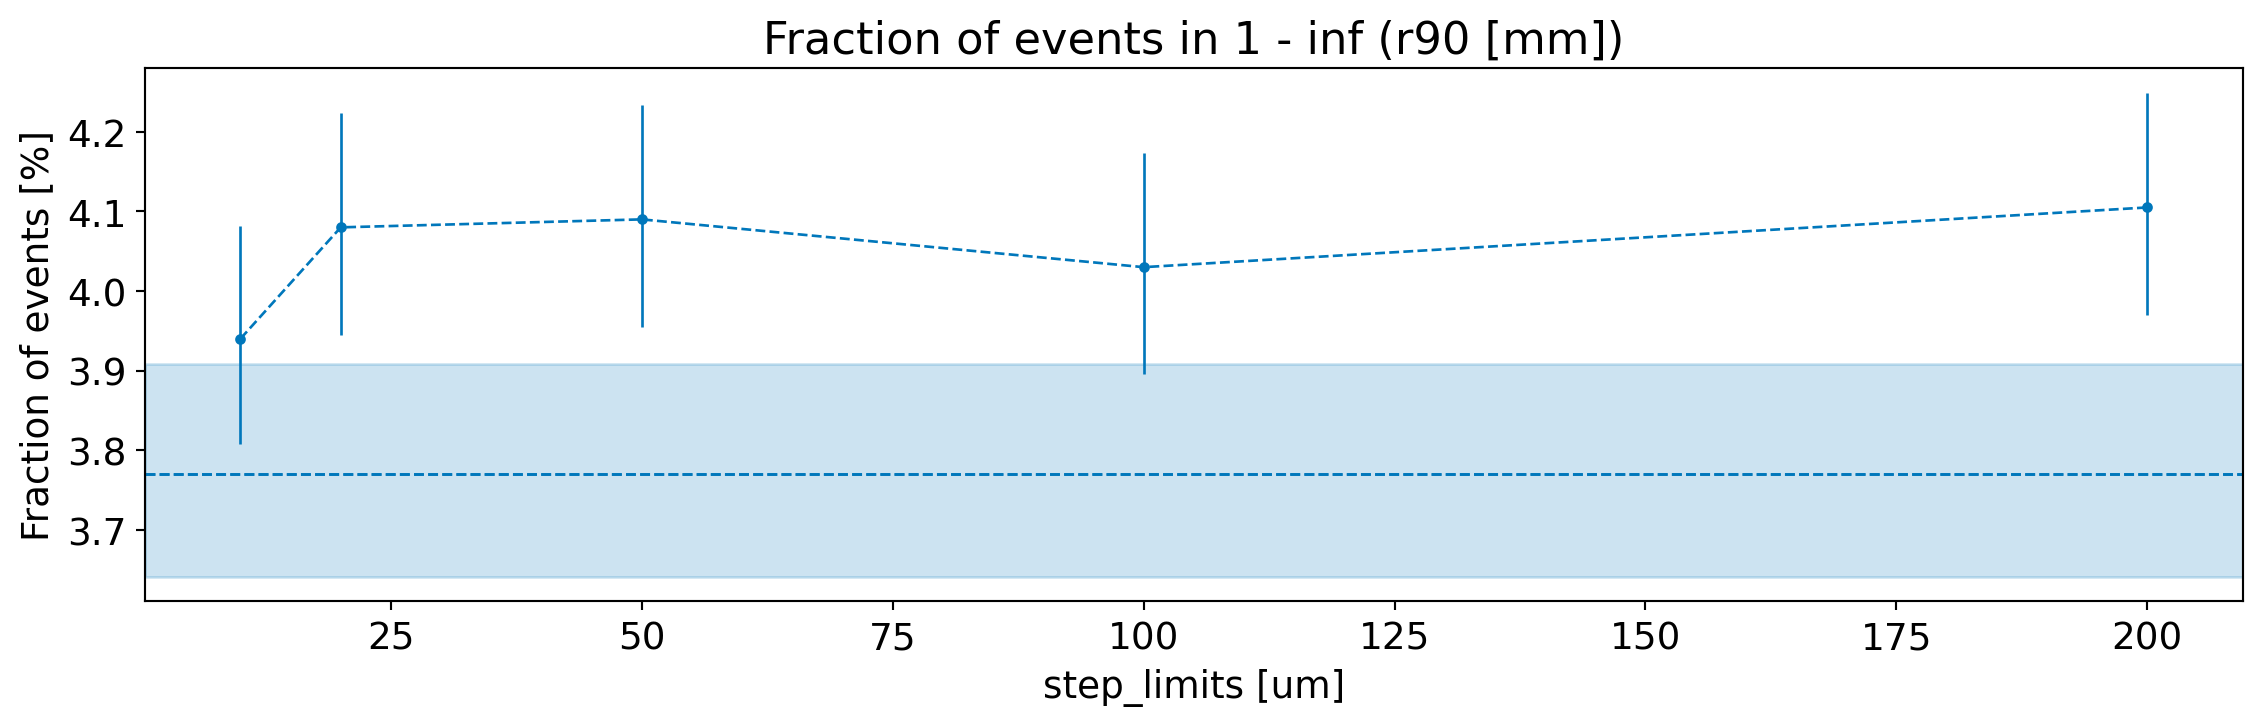 Fraction of events in 1 - inf (r90 [mm])
Fraction of events [%]
4.2
4.1
4.0
3.9
3.8
3.7
25 50 75 100 125 150 175 200
step_limits [um]